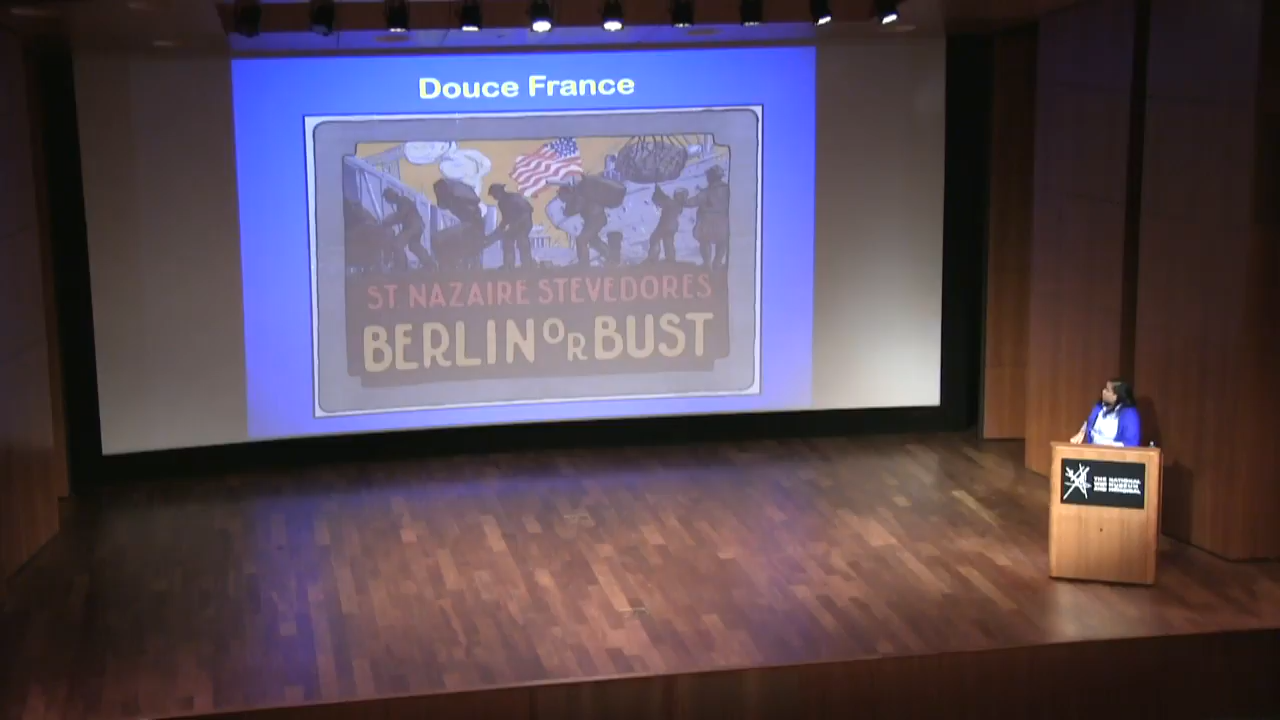 Douce France
ST NAZAIRE STEVEDORES
BERLIN OR BUST
THE NATIONAL
WWI MUSEUM
AND MEMORIAL